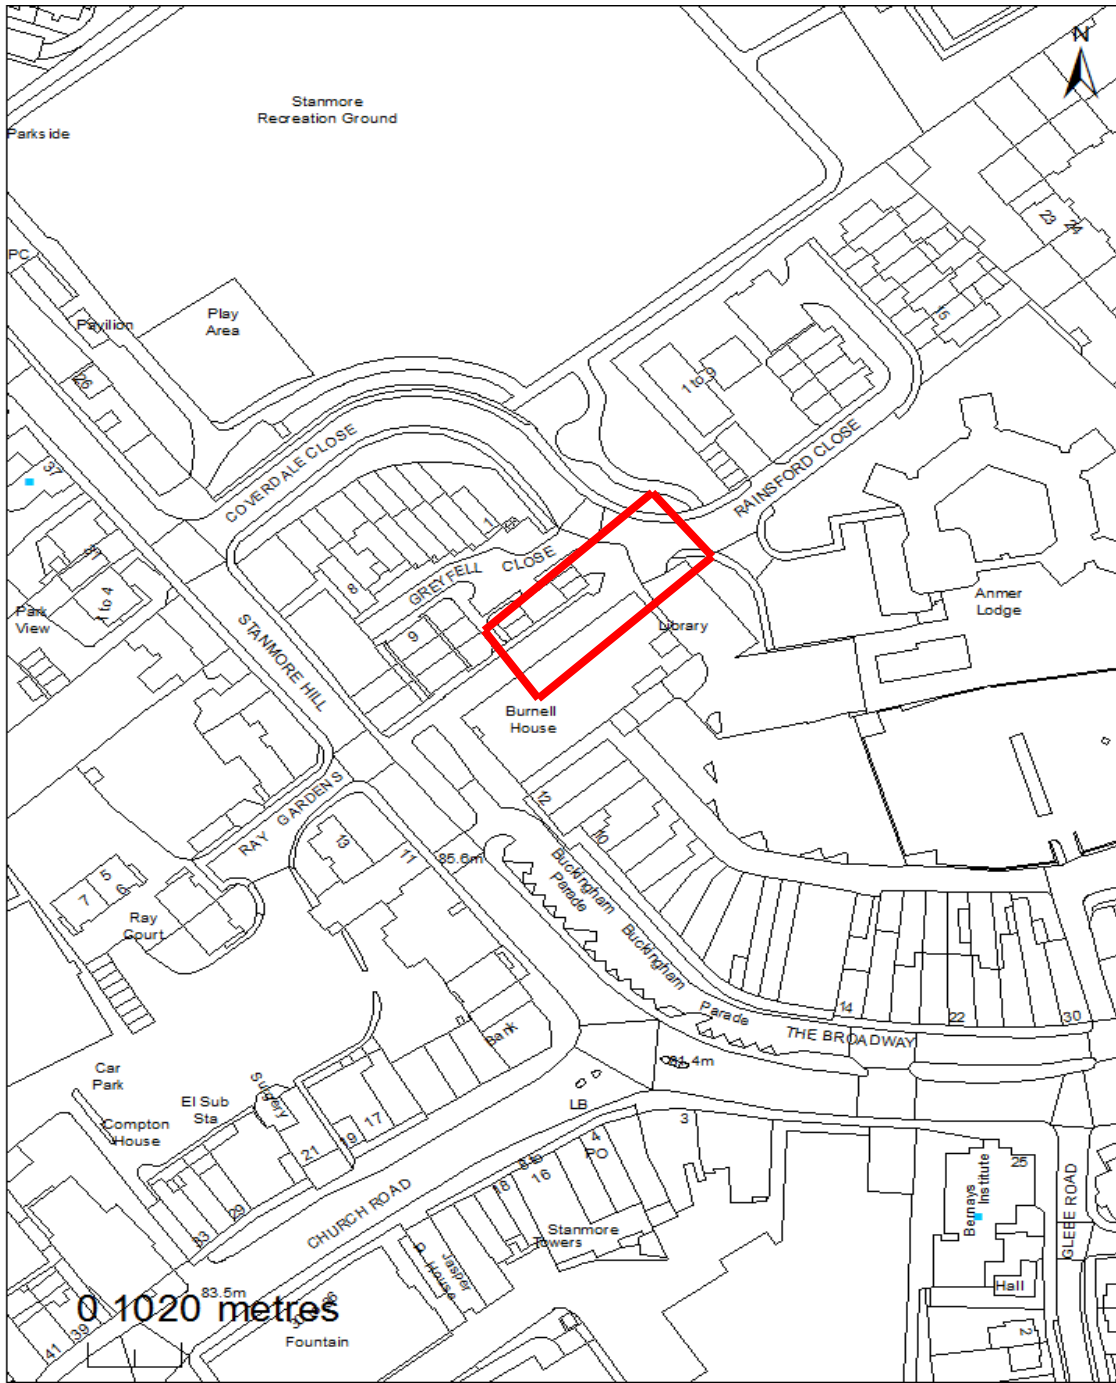 N
Stanmore
Recreation Ground
Parkside
23
24
PC
Play
Area
Pavilion
15
26
1 to 9
COVERDALE CLOSE
RAINSFORD CLOSE
37
1
GREYFELL CLOSE
8
31
1 to 4
Park
View
9
Anmer
Lodge
Library
STANMORE HILL
Burnell
House
RAY GARDENS
12
10
13
11
85.6m
Buckingham
Parade
5
6
7
Ray
Court
Buckingham
Parade
14
22
30
THE BROADWAY
Bank
81.4m
Car
Park
Surgery
El Sub
Sta
Compton
House
LB
3
17
19
21
4
PO
16
18
25
Bernays
Institute
GLEBE ROAD
29
33
CHURCH ROAD
Stanmore
Towers
Jasper
House
Hall
83.5m
0 1020 metres
2
39
41
Fountain